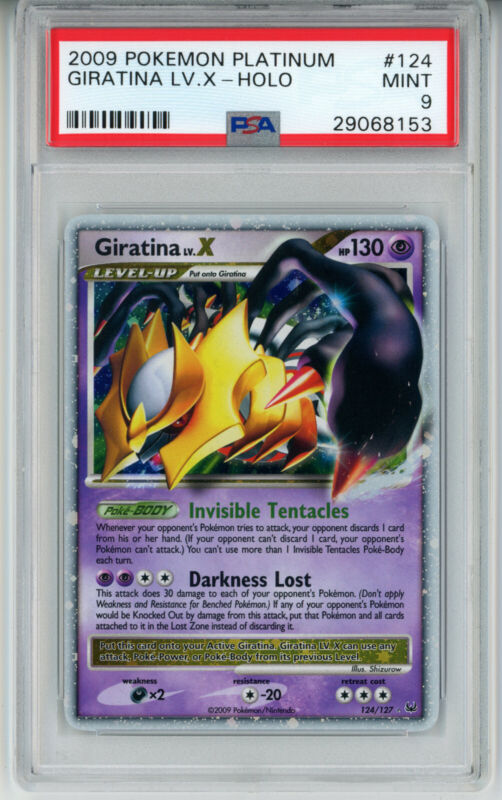 2009 POKEMON PLATINUM #124
GIRATINA LV.X - HOLO MINT
9
PSA 29068153
Giratina LV.X HP 130
LEVEL-UP Put onto Giratina
Poké-BODY Invisible Tentacles
Whenever your opponent's Pokémon tries to attack, your opponent discards 1 card
from his or her hand. (If your opponent can't discard 1 card, your opponent's
Pokémon can't attack.) You can't use more than 1 Invisible Tentacles Poké-Body
each turn.
Darkness Lost
This attack does 30 damage to each of your opponent's Pokémon. (Don't apply
Weakness and Resistance for Benched Pokémon.) If any of your opponent's Pokémon
would be Knocked Out by damage from this attack, put that Pokémon and all cards
attached to it in the Lost Zone instead of discarding it.
Put this card onto your Active Giratina. Giratina LV.X can use any
attack, Poké-Power, or Poké-Body from its previous Level.
Illus. Shizurow
weakness resistance retreat cost
×2 -20
©2009 Pokémon/Nintendo 124/127